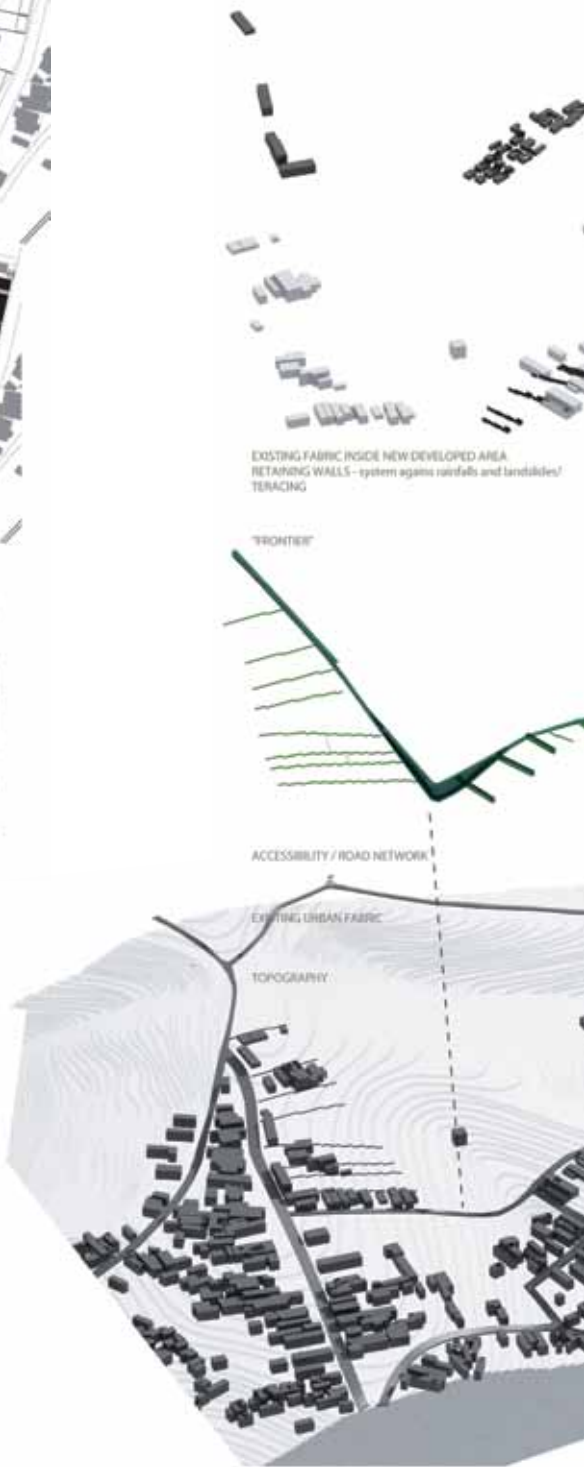 EXISTING FABRIC INSIDE NEW DEVELOPED AREA
RETAINING WALLS - system agains rainfalls and landslides/
TERACING
"FRONTIER"
ACCESSIBILITY / ROAD NETWORK
EXISTING URBAN FABRIC
TOPOGRAPHY